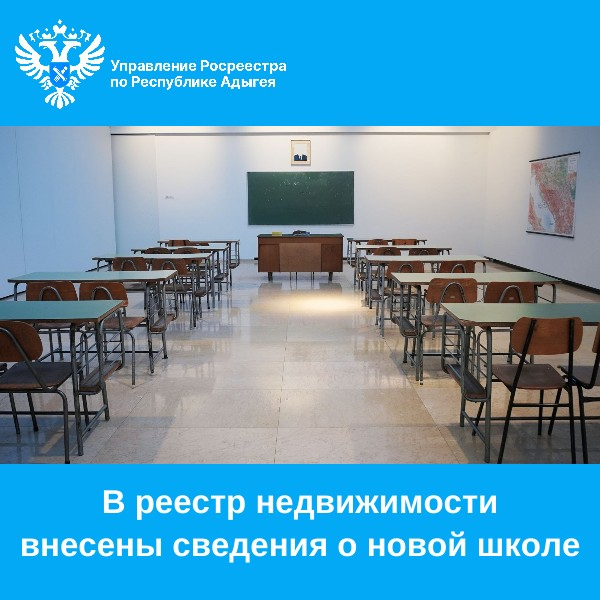 Управление Росреестра
по Республике Адыгея
В реестр недвижимости
внесены сведения о новой школе